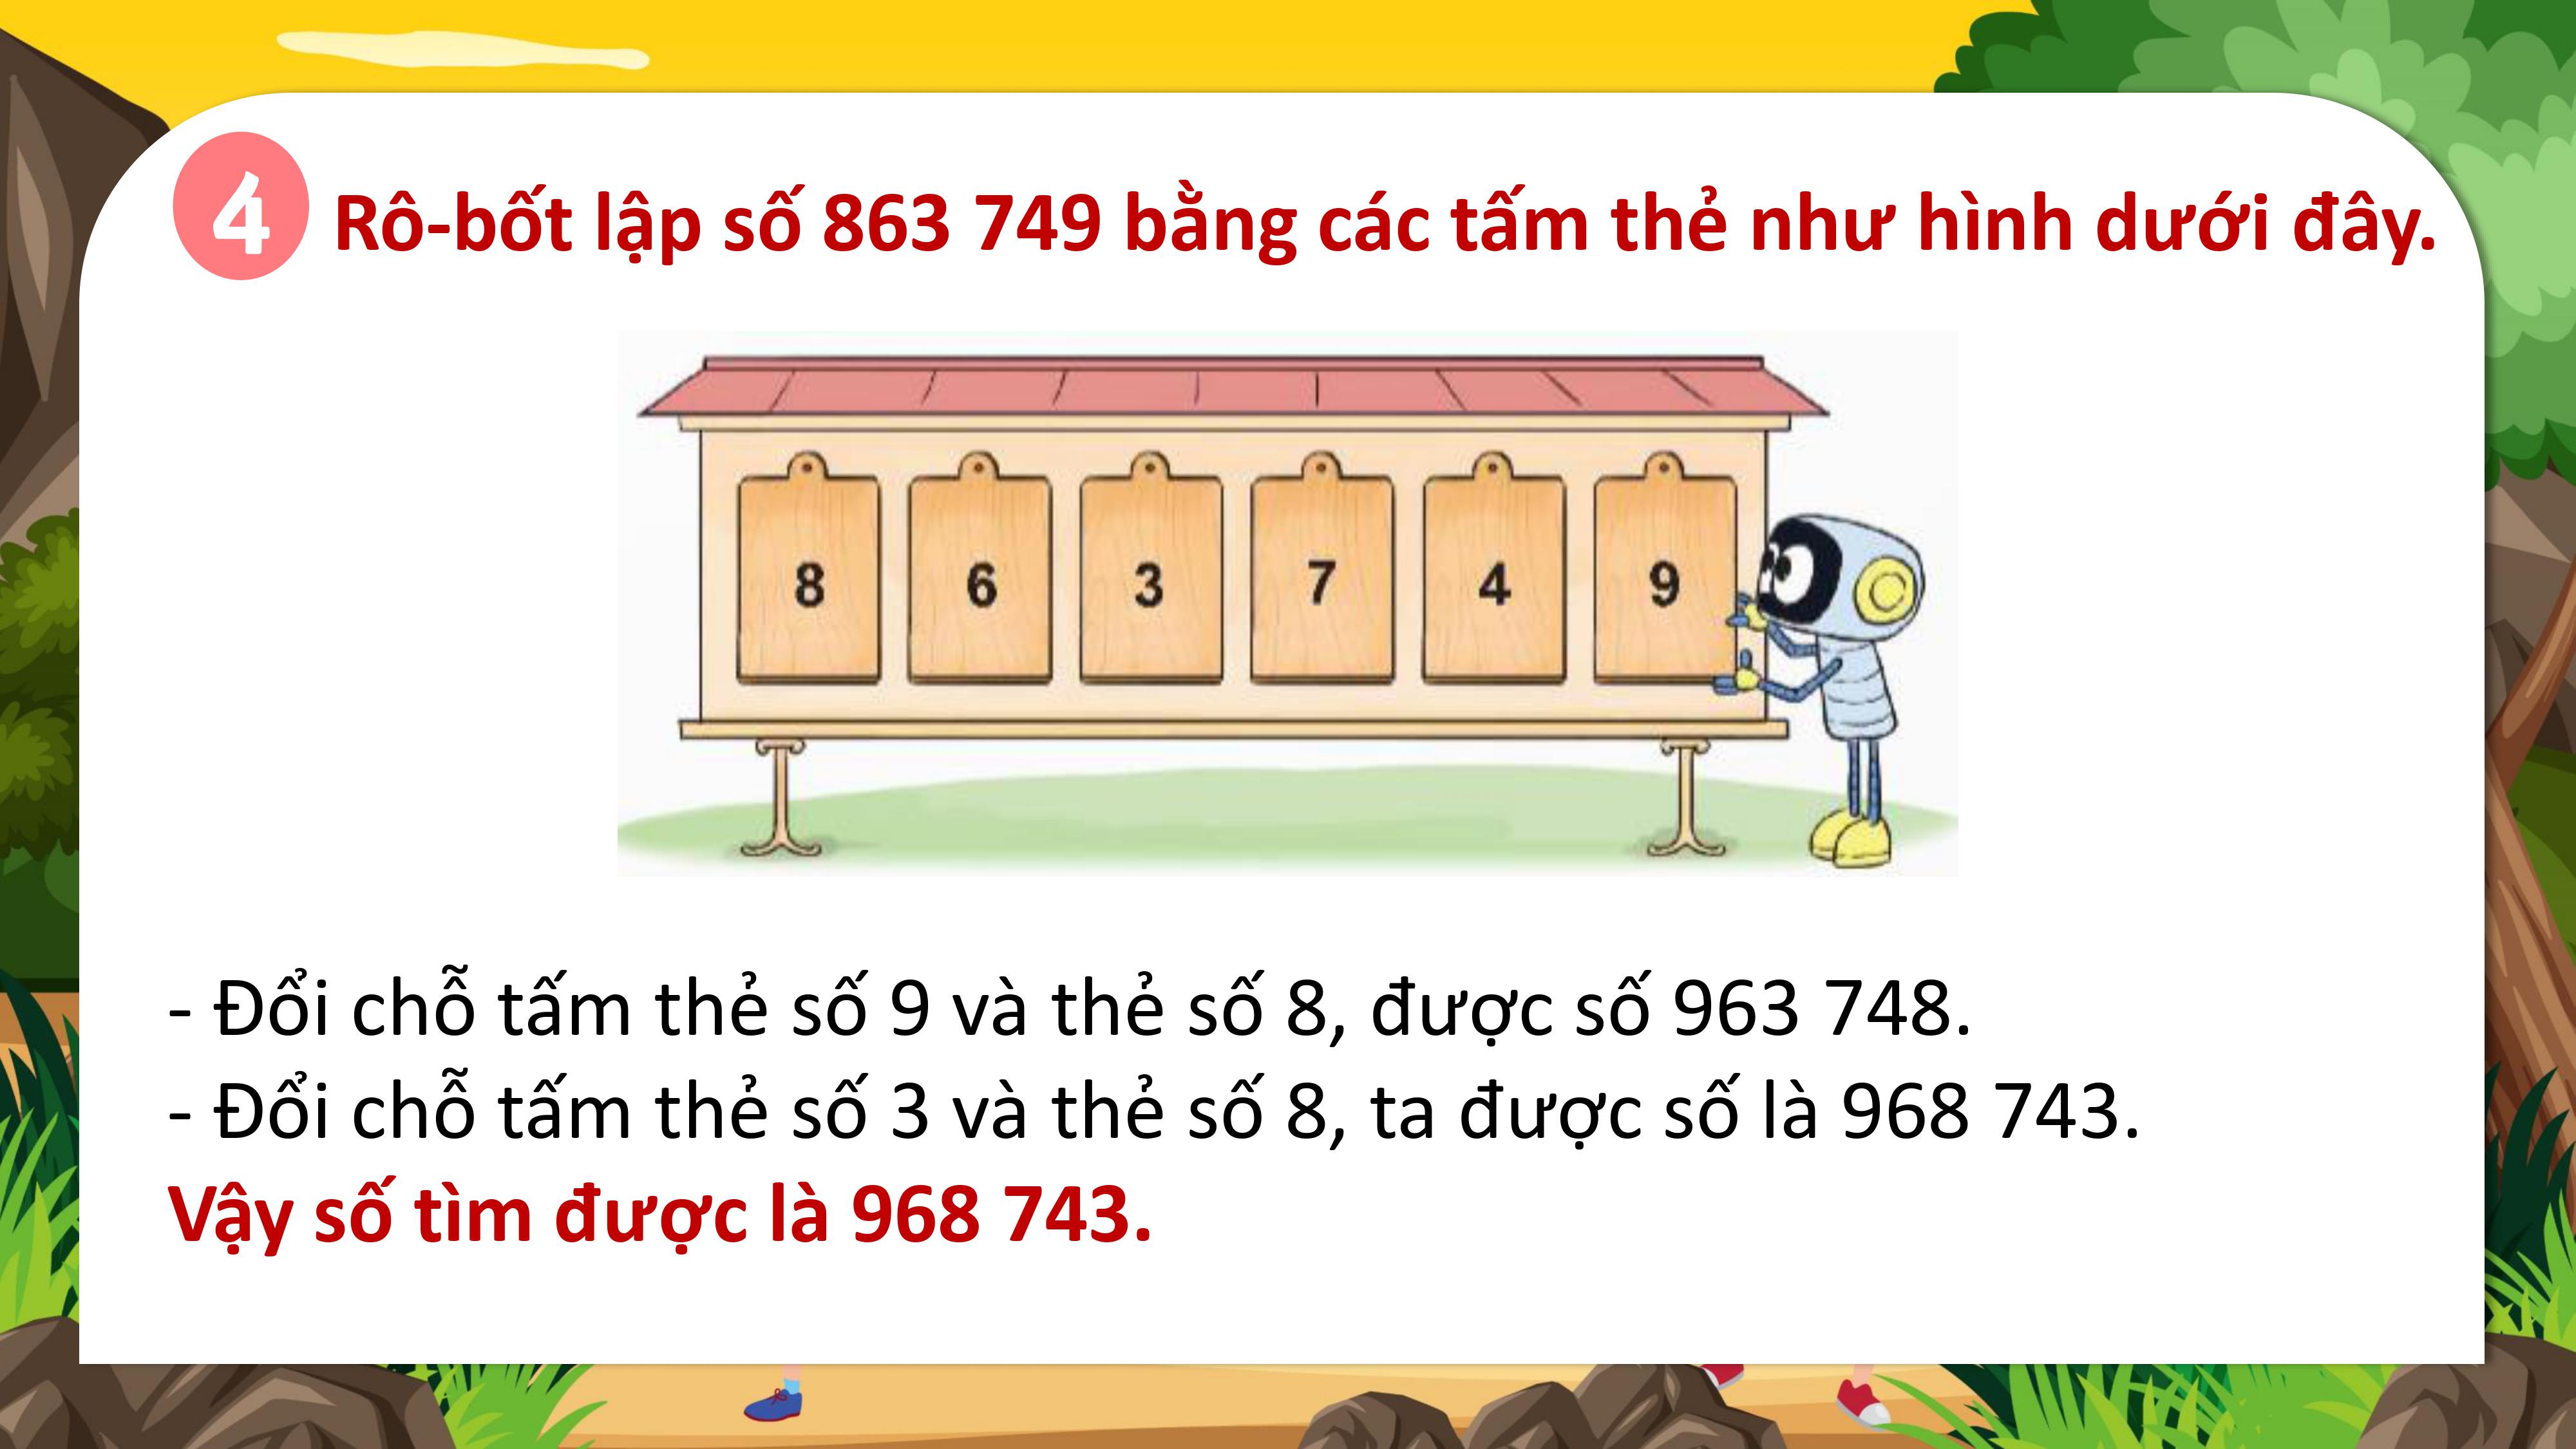 4 Rô-bốt lập số 863 749 bằng các tấm thẻ như hình dưới đây.
8 6 3 7 4 9
- Đổi chỗ tấm thẻ số 9 và thẻ số 8, được số 963 748.
- Đổi chỗ tấm thẻ số 3 và thẻ số 8, ta được số là 968 743.
Vậy số tìm được là 968 743.